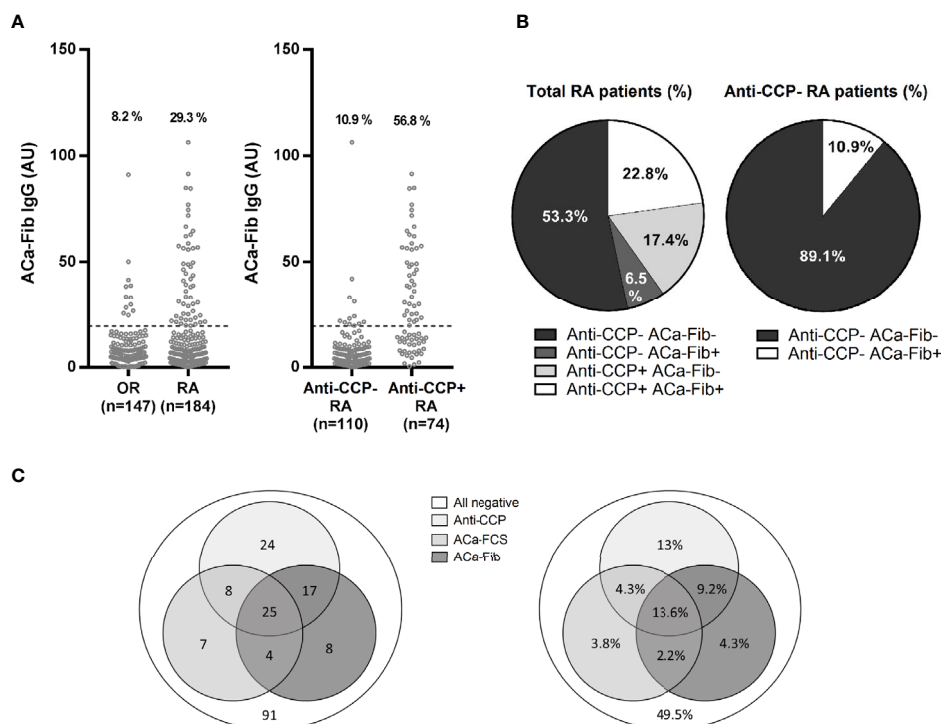 A
B
150
100
50
0
ACa-Fib IgG (AU)
8.2 %
29.3 %
OR
(n=147)
RA
(n=184)
150
100
50
0
ACa-Fib IgG (AU)
10.9 %
56.8 %
Anti-CCP-
RA
(n=110)
Anti-CCP+
RA
(n=74)
Total RA patients (%)
22.8%
53.3%
17.4%
6.5
%
Anti-CCP- ACa-Fib-
Anti-CCP- ACa-Fib+
Anti-CCP+ ACa-Fib-
Anti-CCP+ ACa-Fib+
Anti-CCP- RA patients (%)
10.9%
89.1%
Anti-CCP- ACa-Fib-
Anti-CCP- ACa-Fib+
C
24
8
17
25
7
4
8
91
All negative
Anti-CCP
ACa-FCS
ACa-Fib
13%
4.3%
9.2%
13.6%
3.8%
2.2%
4.3%
49.5%